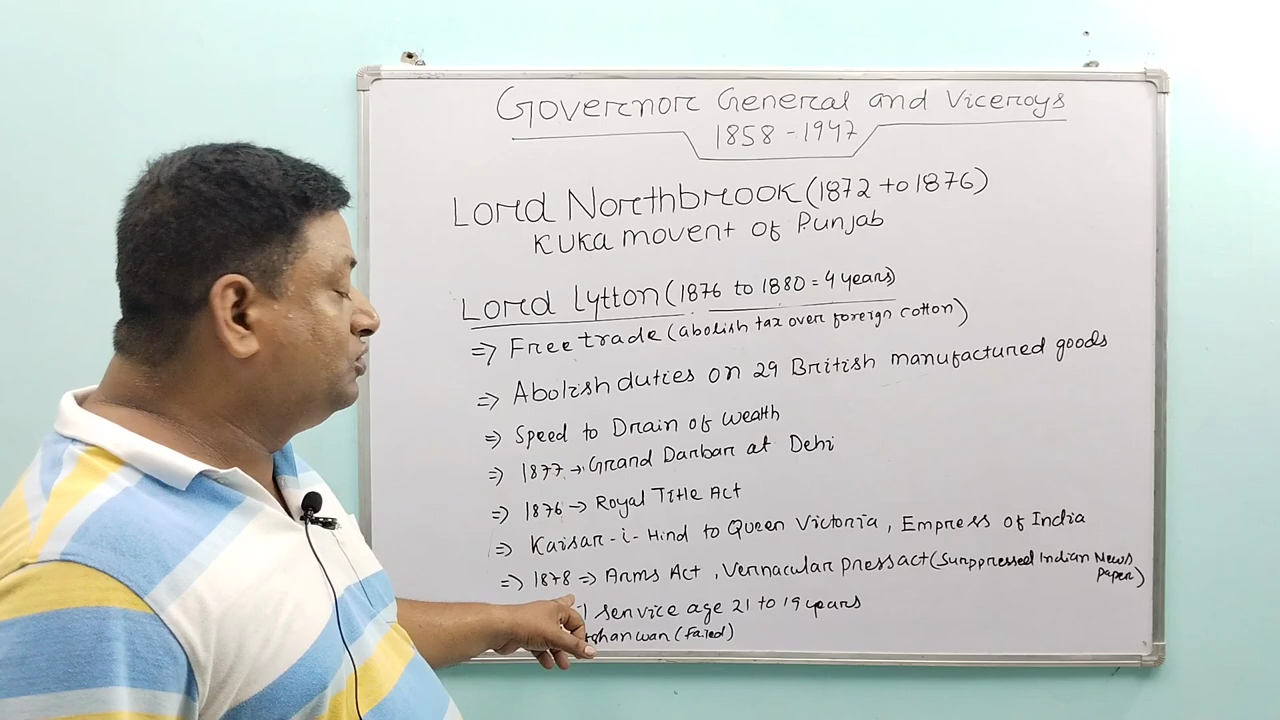 Governor General and Viceroys
1858 - 1947
Lord Northbrook (1872 to 1876)
KUKA movent of Punjab
Lord Lytton (1876 to 1880 = 4 years)
=> Free trade (abolish tax over foreign cotton)
=> Abolish duties on 29 British manufactured goods
=> Speed to Drain of wealth
=> 1877 → Grand Darbar at Dehi
=> 1876 → Royal Title Act
=> Kaisar-i-Hind to Queen Victoria, Empress of India
=> 1878 => Arms Act, Vernacular press act (Surppressed Indian News
Paper)
service age 21 to 19 years
(failed)